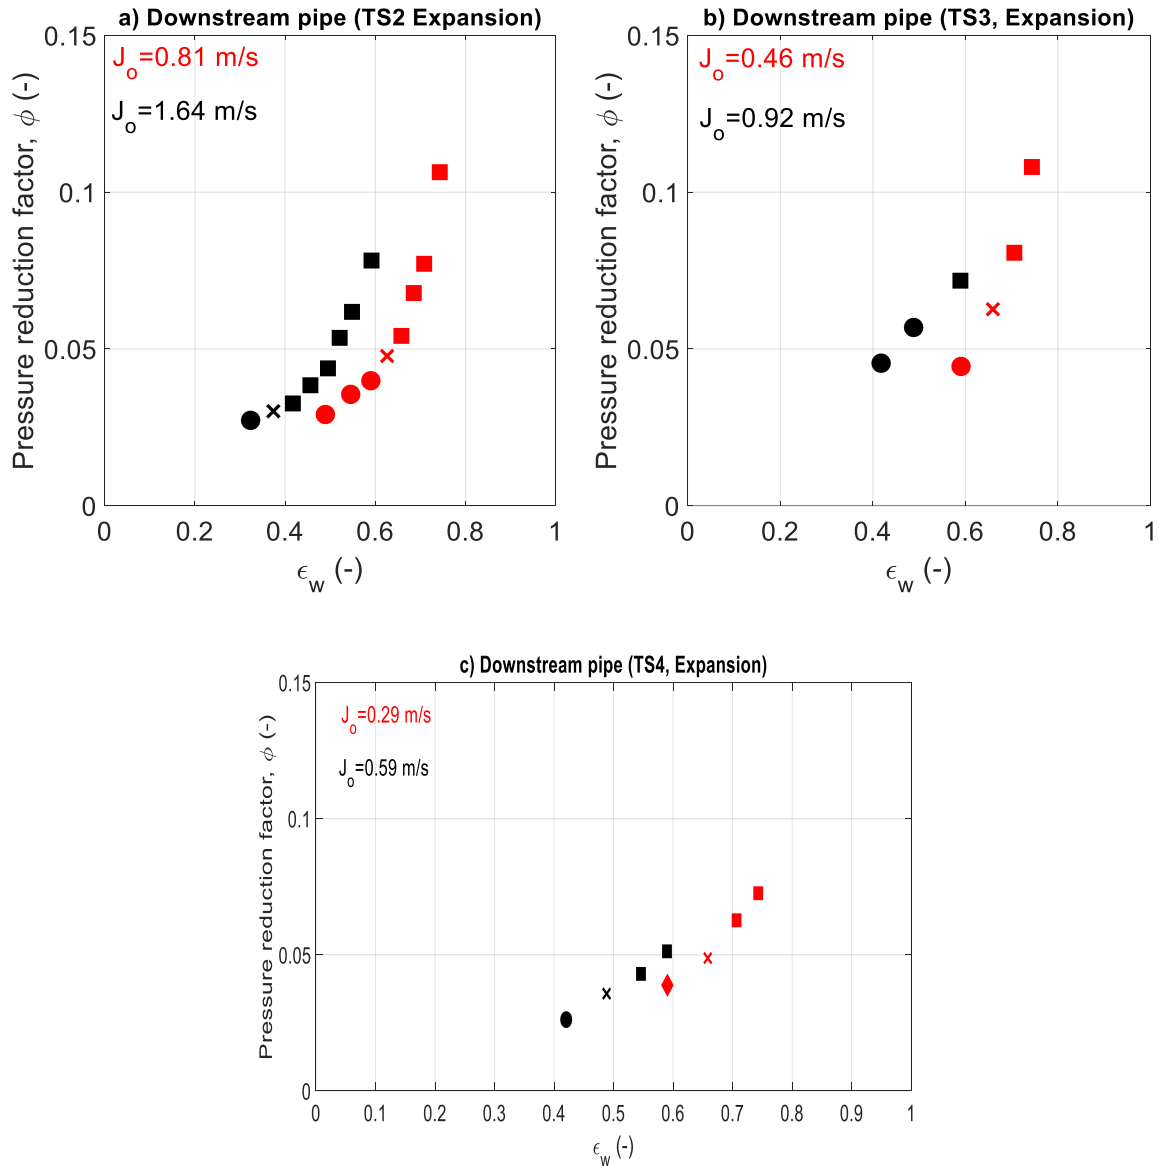 a) Downstream pipe (TS2 Expansion)
J_o=0.81 m/s
J_o=1.64 m/s
Pressure reduction factor, ϕ (-)
0.15
0.1
0.05
0
0 0.2 0.4 0.6 0.8 1
ϵ_w (-)
b) Downstream pipe (TS3, Expansion)
J_o=0.46 m/s
J_o=0.92 m/s
Pressure reduction factor, ϕ (-)
0.15
0.1
0.05
0
0 0.2 0.4 0.6 0.8 1
ϵ_w (-)
c) Downstream pipe (TS4, Expansion)
J_o=0.29 m/s
J_o=0.59 m/s
Pressure reduction factor, ϕ (-)
0.15
0.1
0.05
0
0 0.1 0.2 0.3 0.4 0.5 0.6 0.7 0.8 0.9 1
ϵ_w (-)